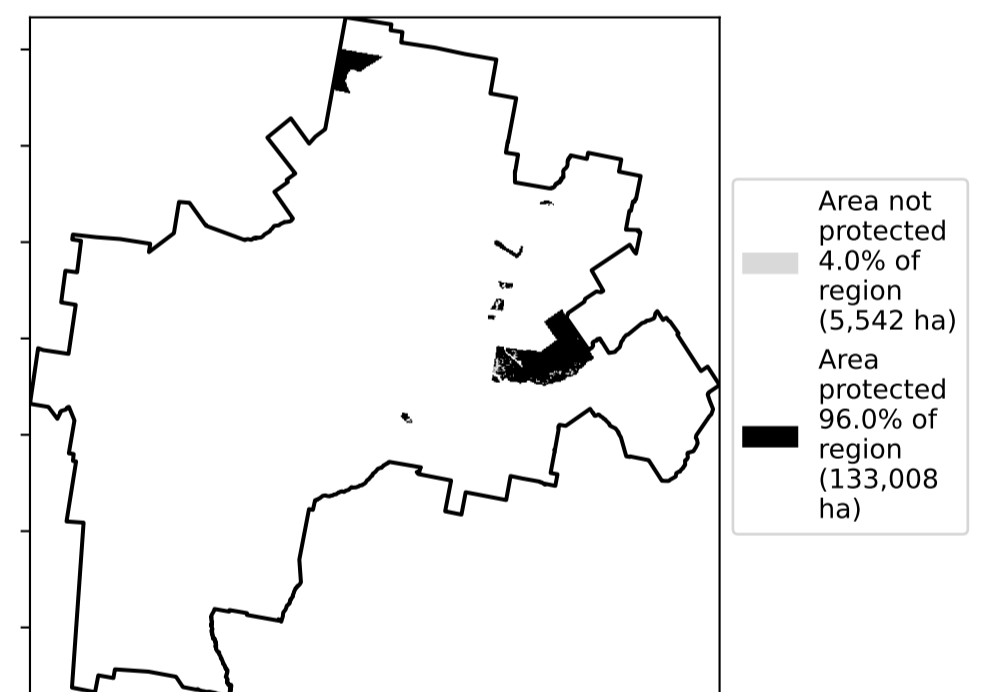 Area not
protected
4.0% of
region
(5,542 ha)
Area
protected
96.0% of
region
(133,008
ha)